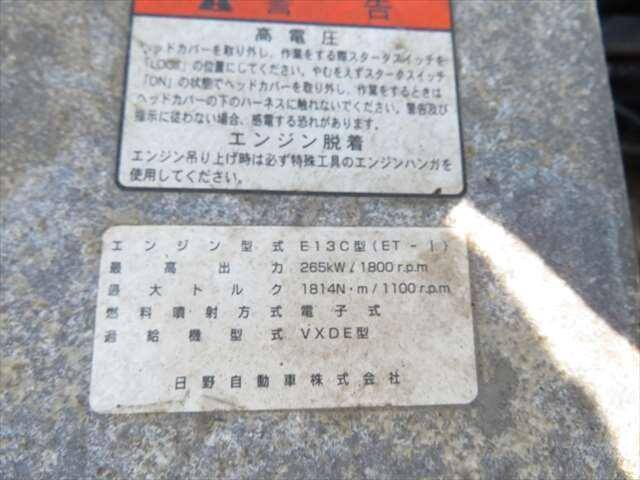 警告
高電圧
ヘッドカバーを取り外し、作業をする際スタータスイッチを
「LOCK」の位置にしてください。やむをえずスタータスイッチ
「ON」の状態でヘッドカバーを取り外し、作業をするときは
ヘッドカバーの下のハーネスに触れないでください。警告及び
指示に従わない場合、感電する恐れがあります。
エンジン脱着
エンジン吊り上げ時は必ず特殊工具のエンジンハンガを
使用してください。
エンジン型式 E13C型(ET-I)
最高出力 265kW/1800r.p.m
最大トルク 1814N・m/1100r.p.m
燃料噴射方式 電子式
過給機型式 VXDE型
日野自動車株式会社